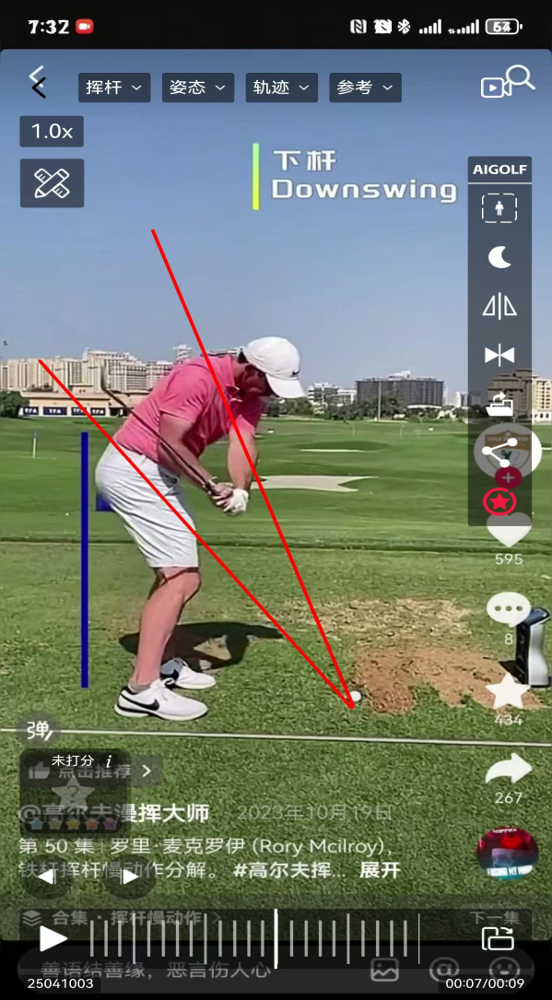 7:32
64
挥杆
姿态
轨迹
参考
1.0x
下杆
Downswing
AIGOLF
595
8
434
弹
未打分 i
点击推荐
267
@高尔夫漫挥大师 2023年10月19日
第 50 集 | 罗里·麦克罗伊 (Rory Mcilroy),
铁杆挥杆慢动作分解。 #高尔夫挥... 展开
合集 · 挥杆慢动作
下一集
善语结善缘，恶言伤人心
25041003
00:07/00:09